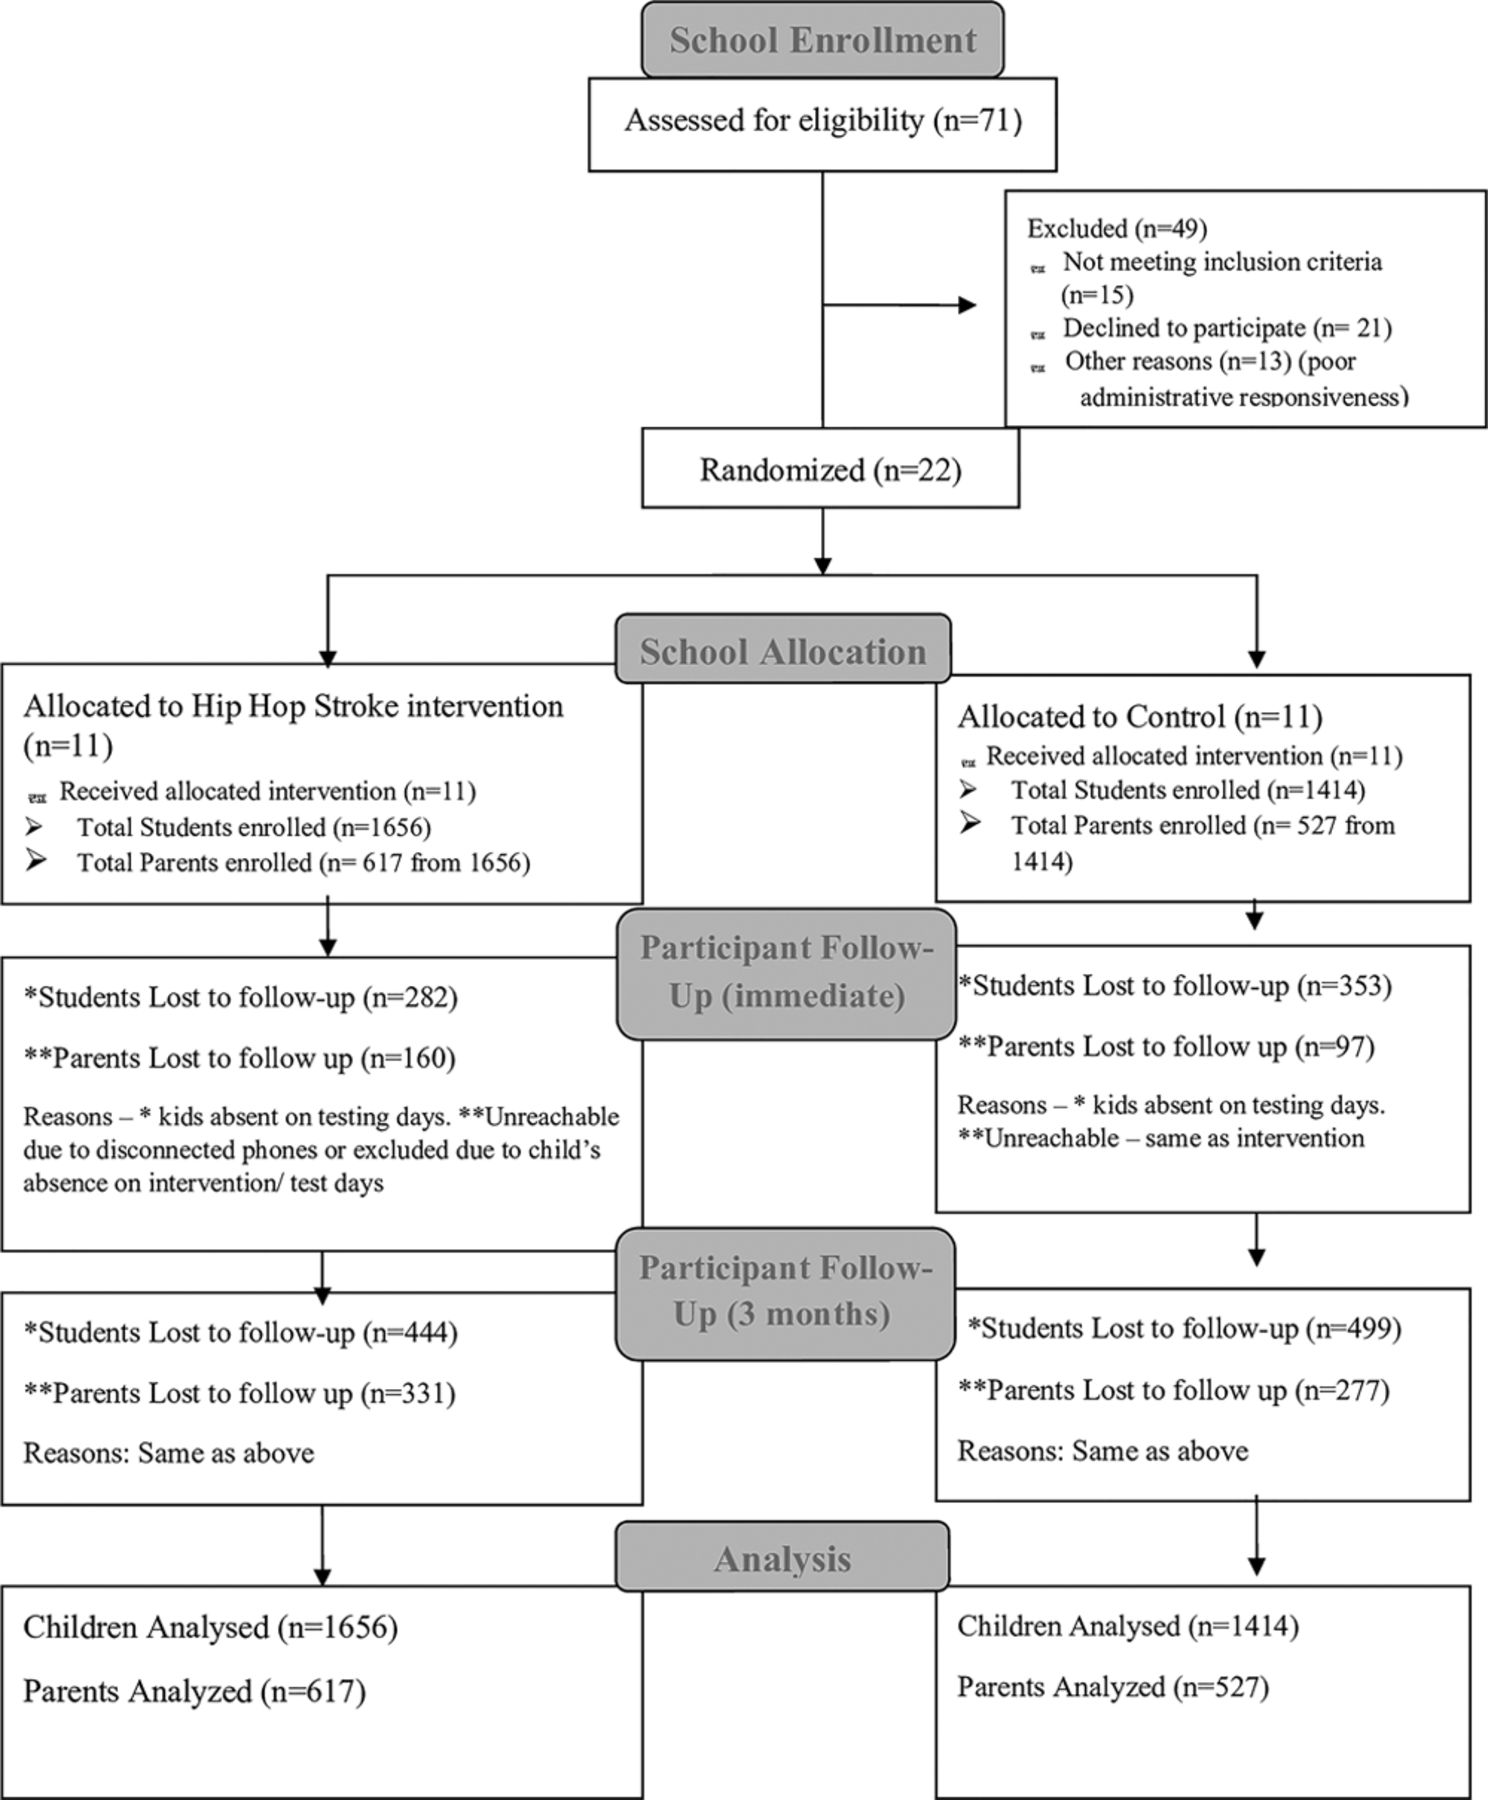 School Enrollment
Assessed for eligibility (n=71)
Excluded (n=49)
Not meeting inclusion criteria
(n=15)
Declined to participate (n= 21)
Other reasons (n=13) (poor
administrative responsiveness)
Randomized (n=22)
School Allocation
Allocated to Hip Hop Stroke intervention
(n=11)
Received allocated intervention (n=11)
➢ Total Students enrolled (n=1656)
➢ Total Parents enrolled (n= 617 from 1656)
Allocated to Control (n=11)
Received allocated intervention (n=11)
➢ Total Students enrolled (n=1414)
➢ Total Parents enrolled (n= 527 from
1414)
Participant Follow-
Up (immediate)
*Students Lost to follow-up (n=282)
**Parents Lost to follow up (n=160)
Reasons – * kids absent on testing days. **Unreachable
due to disconnected phones or excluded due to child’s
absence on intervention/ test days
*Students Lost to follow-up (n=353)
**Parents Lost to follow up (n=97)
Reasons – * kids absent on testing days.
**Unreachable – same as intervention
Participant Follow-
Up (3 months)
*Students Lost to follow-up (n=444)
**Parents Lost to follow up (n=331)
Reasons: Same as above
*Students Lost to follow-up (n=499)
**Parents Lost to follow up (n=277)
Reasons: Same as above
Analysis
Children Analysed (n=1656)
Parents Analyzed (n=617)
Children Analysed (n=1414)
Parents Analyzed (n=527)